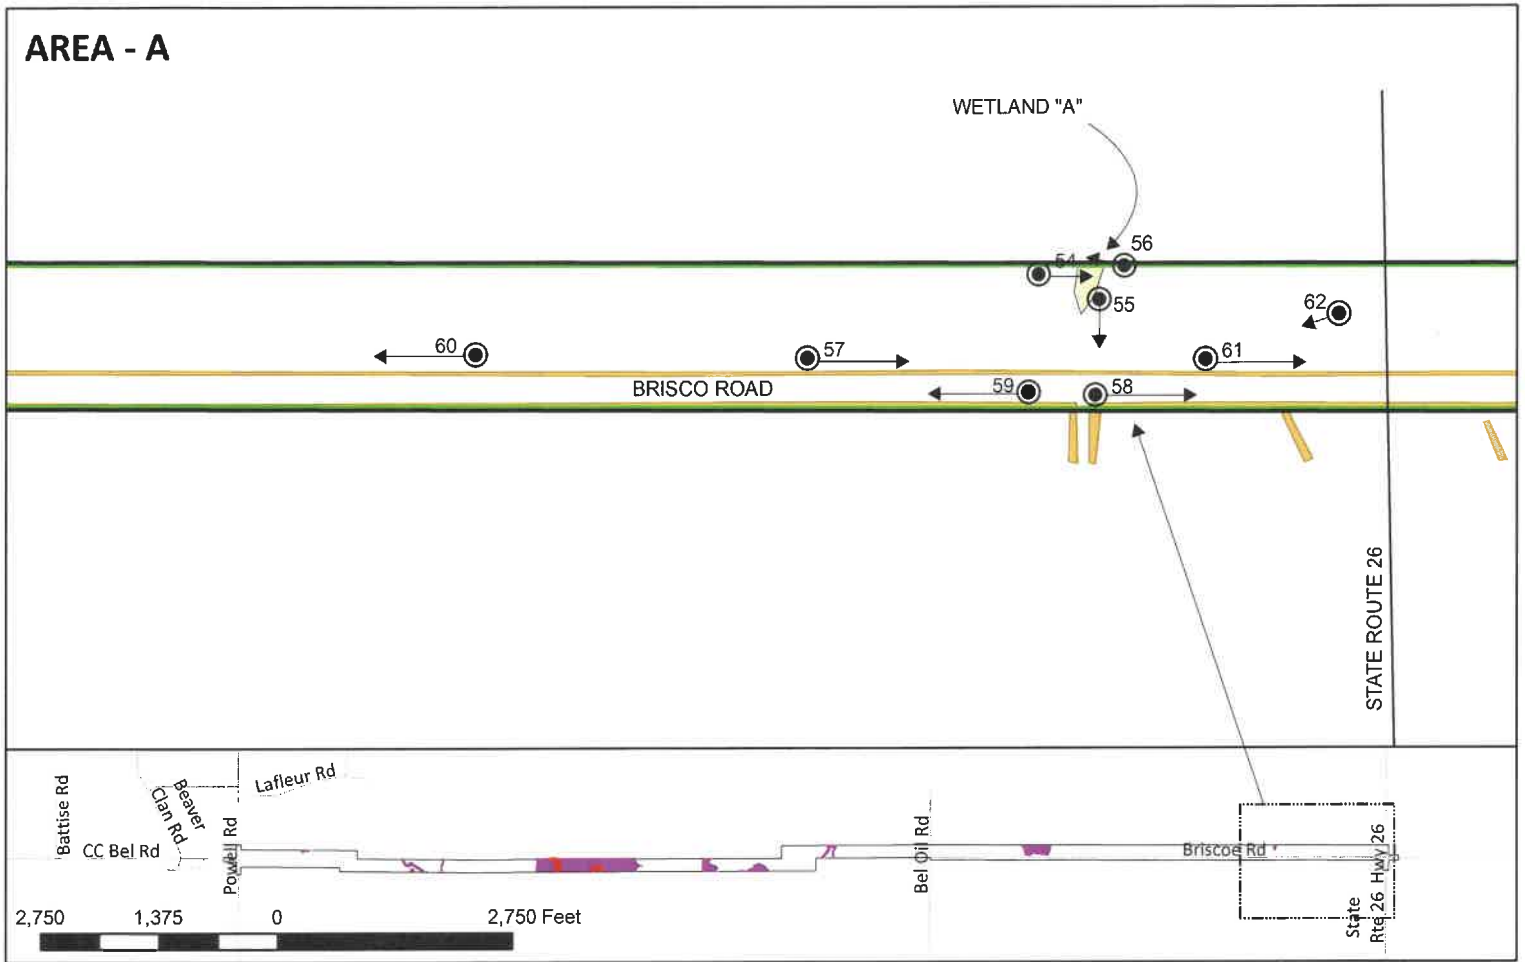 AREA - A
WETLAND "A"
56
54
55
62
60
57
61
BRISCO ROAD
59
58
STATE ROUTE 26
Battise Rd
Beaver
Clan Rd
Lafleur Rd
CC Bel Rd
Powell Rd
Bel Oil Rd
Briscoe Rd
Hwy 26
State
Rte 26
2,750
1,375
0
2,750 Feet